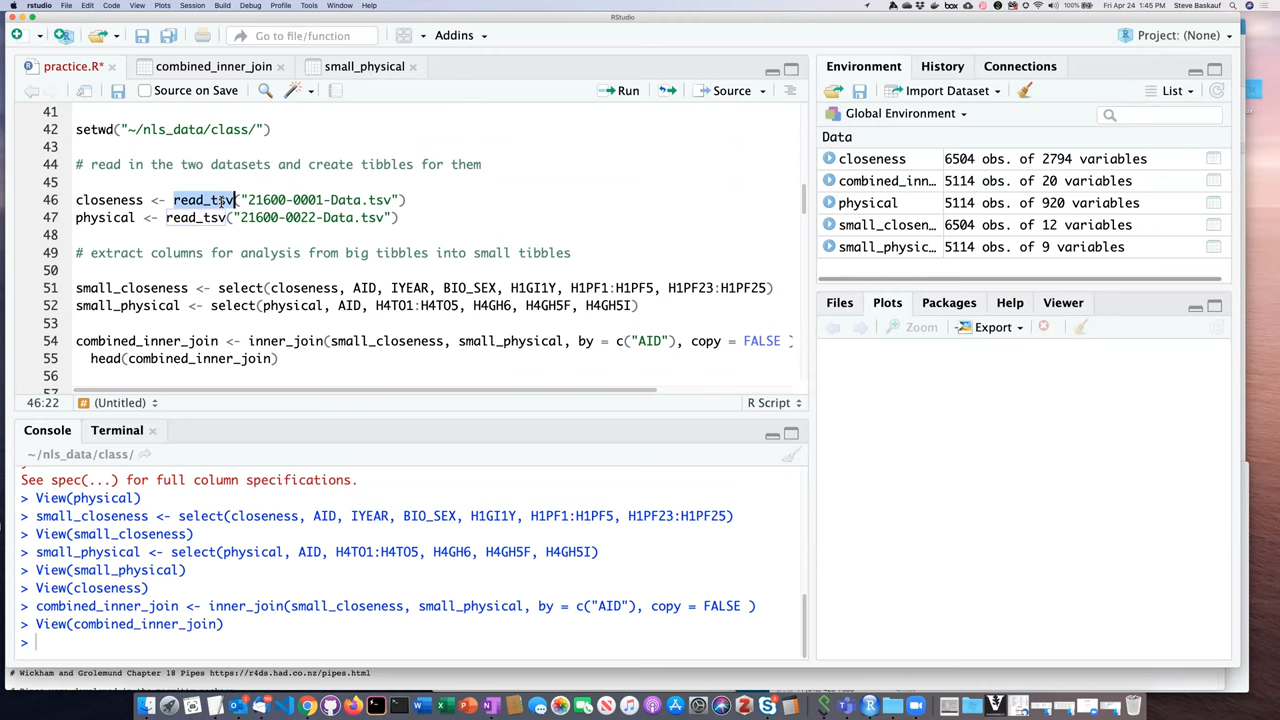 rstudio File Edit Code View Plots Session Build Debug Profile Tools Window Help
box 100% Fri Apr 24 1:45 PM Steve Baskauf
RStudio
Go to file/function Addins Project: (None)
practice.R* combined_inner_join small_physical
Source on Save Run Source
41
42 setwd("~/nls_data/class/")
43
44 # read in the two datasets and create tibbles for them
45
46 closeness <- read_tsv("21600-0001-Data.tsv")
47 physical <- read_tsv("21600-0022-Data.tsv")
48
49 # extract columns for analysis from big tibbles into small tibbles
50
51 small_closeness <- select(closeness, AID, IYEAR, BIO_SEX, H1GI1Y, H1PF1:H1PF5, H1PF23:H1PF25)
52 small_physical <- select(physical, AID, H4TO1:H4TO5, H4GH6, H4GH5F, H4GH5I)
53
54 combined_inner_join <- inner_join(small_closeness, small_physical, by = c("AID"), copy = FALSE )
55 head(combined_inner_join)
56
57
46:22 # (Untitled) R Script
Console Terminal
~/nls_data/class/
See spec(...) for full column specifications.
> View(physical)
> small_closeness <- select(closeness, AID, IYEAR, BIO_SEX, H1GI1Y, H1PF1:H1PF5, H1PF23:H1PF25)
> View(small_closeness)
> small_physical <- select(physical, AID, H4TO1:H4TO5, H4GH6, H4GH5F, H4GH5I)
> View(small_physical)
> View(closeness)
> combined_inner_join <- inner_join(small_closeness, small_physical, by = c("AID"), copy = FALSE )
> View(combined_inner_join)
>
Environment History Connections
Import Dataset List
Global Environment
Data
closeness 6504 obs. of 2794 variables
combined_inn… 5114 obs. of 20 variables
physical 5114 obs. of 920 variables
small_closen… 6504 obs. of 12 variables
small_physic… 5114 obs. of 9 variables
Files Plots Packages Help Viewer
Zoom Export
# Wickham and Grolemund Chapter 18 Pipes https://r4ds.had.co.nz/pipes.html